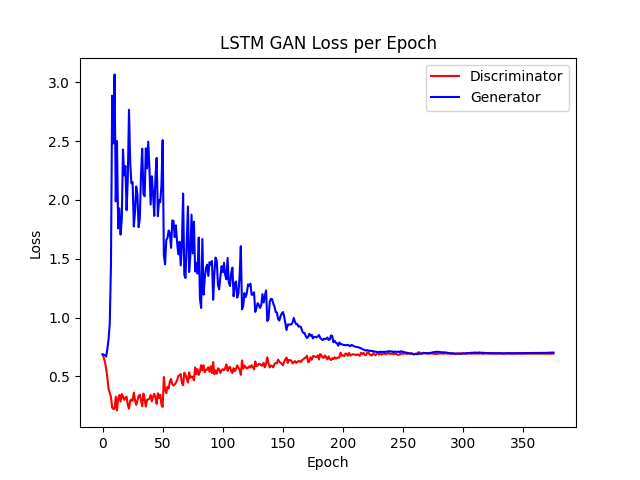 LSTM GAN Loss per Epoch
Discriminator
Generator
Loss
3.0
2.5
2.0
1.5
1.0
0.5
0 50 100 150 200 250 300 350
Epoch